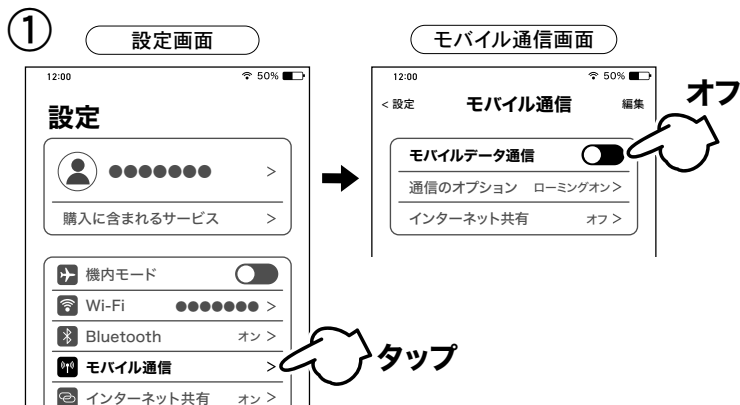 ①
設定画面
12:00 50%
設定
●●●●●●●
>
購入に含まれるサービス >
機内モード
Wi-Fi ●●●●●●● >
Bluetooth オン >
モバイル通信 >
インターネット共有 オン >
タップ
モバイル通信画面
12:00 50%
< 設定 モバイル通信 編集
オフ
モバイルデータ通信
通信のオプション ローミングオン>
インターネット共有 オフ >